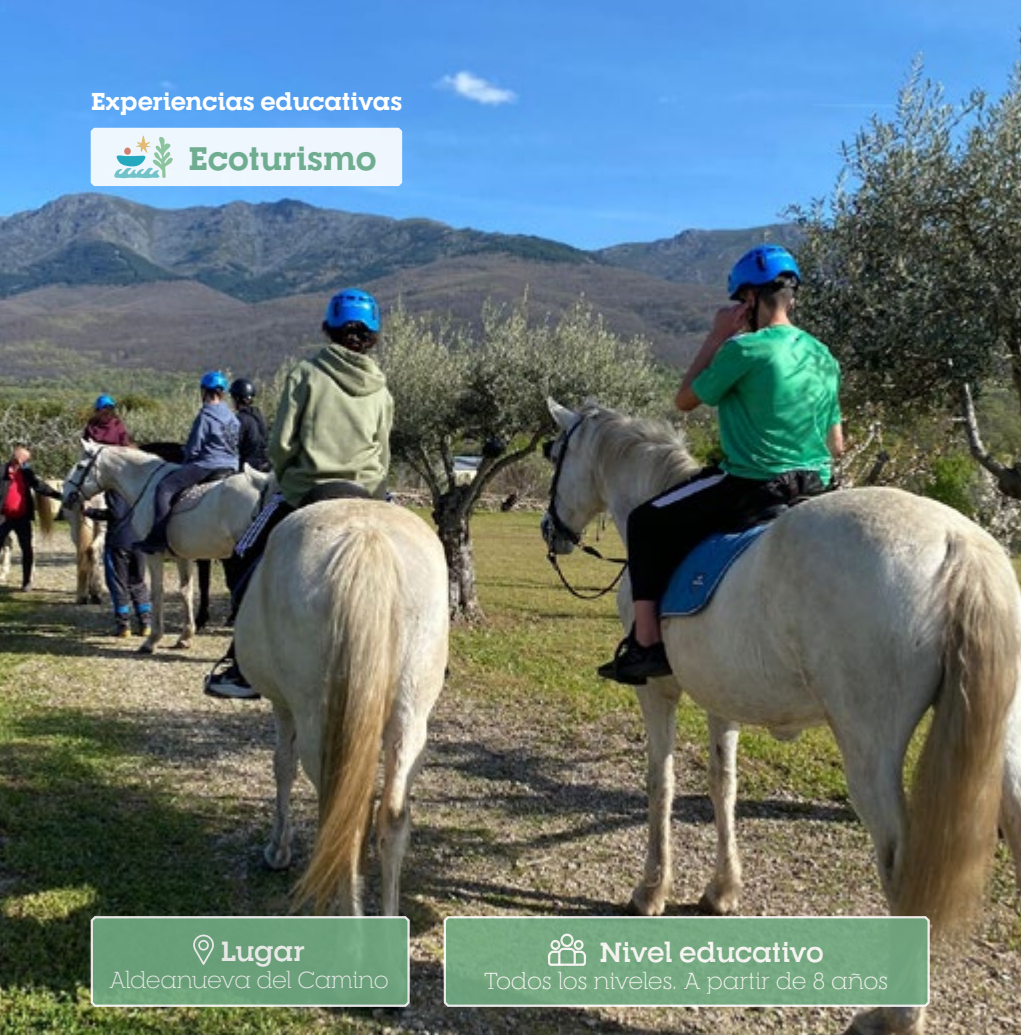 Experiencias educativas
Ecoturismo
Lugar
Aldeanueva del Camino
Nivel educativo
Todos los niveles. A partir de 8 años